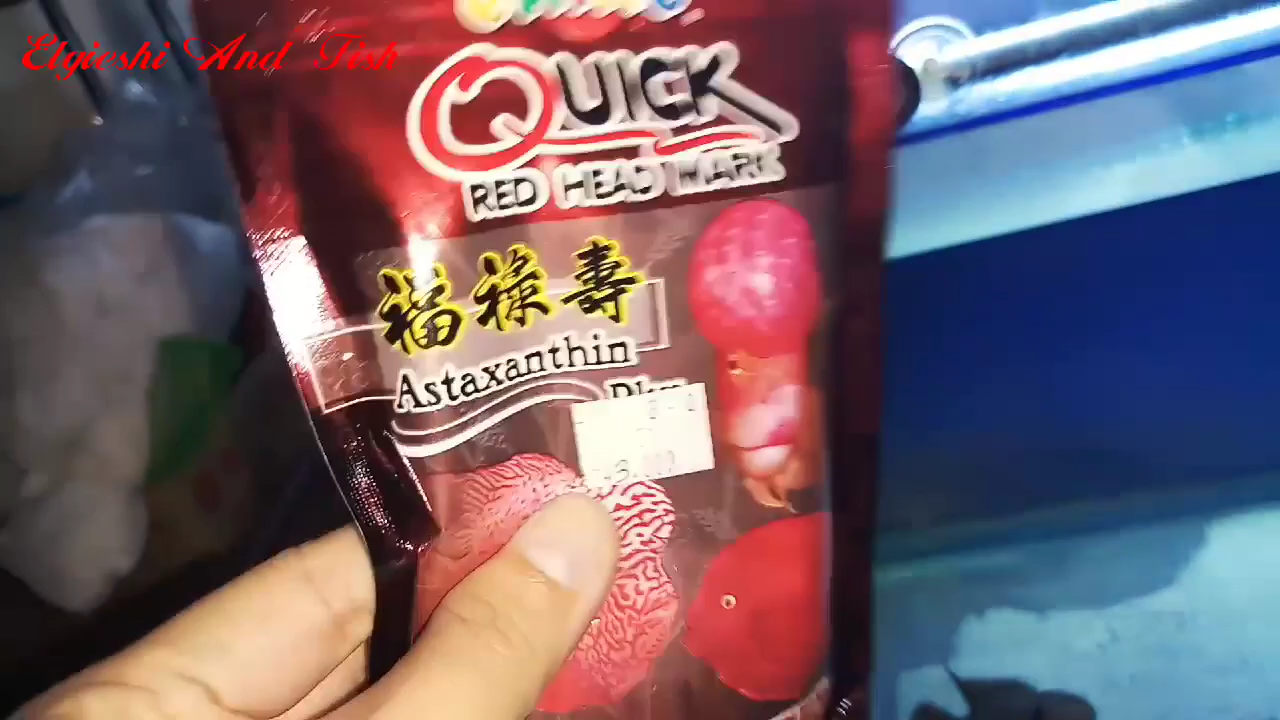 Elgieshi And Fish
QUICK
RED HEAD MARK
福祿壽
Astaxanthin